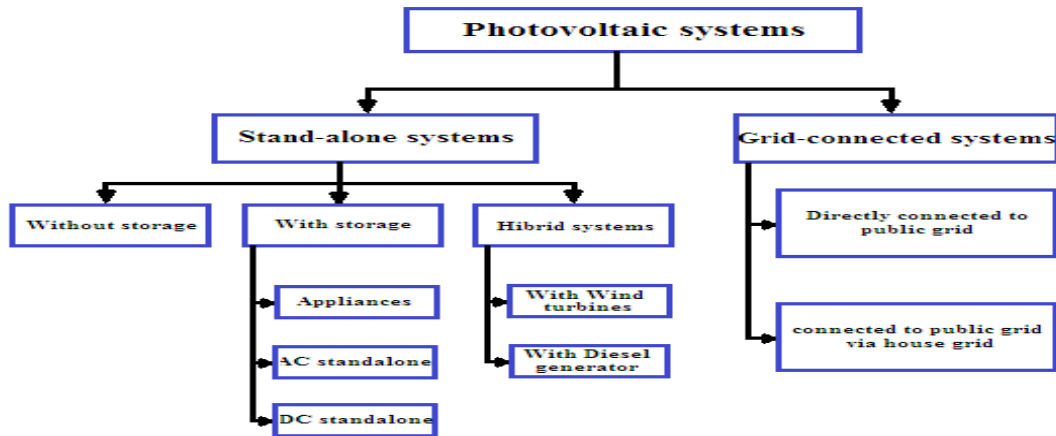 Photovoltaic systems
Stand-alone systems
Grid-connected systems
Without storage
With storage
Hibrid systems
Directly connected to
public grid
Appliances
With Wind
turbines
connected to public grid
via house grid
AC standalone
With Diesel
generator
DC standalone